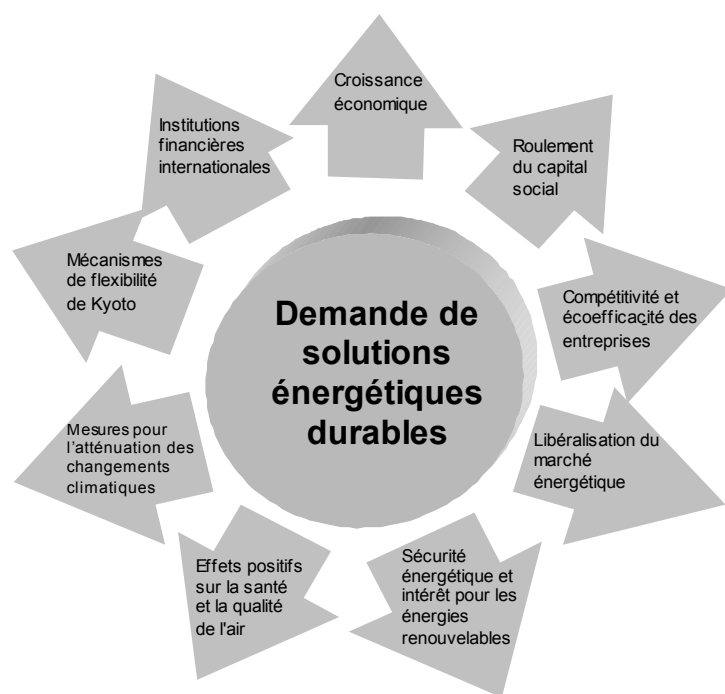 Croissance
économique
Roulement
du capital
social
Compétitivité et
écoefficacité des
entreprises
Libéralisation du
marché
énergétique
Sécurité
énergétique et
intérêt pour les
énergies
renouvelables
Effets positifs
sur la santé
et la qualité
de l'air
Mesures pour
l'atténuation des
changements
climatiques
Mécanismes
de flexibilité
de Kyoto
Institutions
financières
internationales
Demande de
solutions
énergétiques
durables